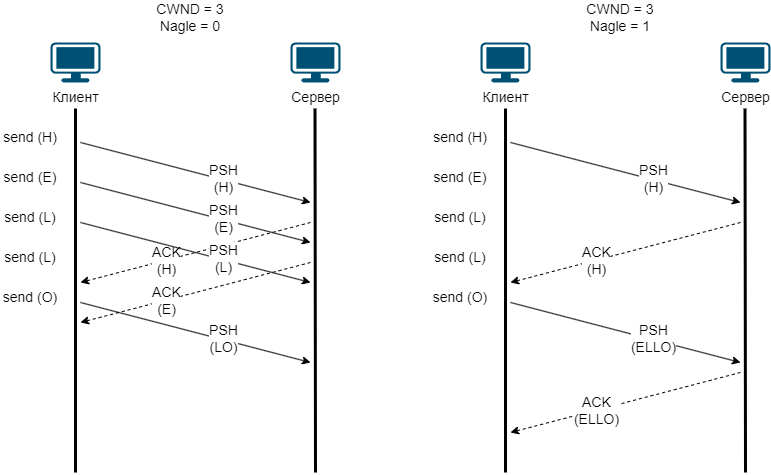 CWND = 3
Nagle = 0
Клиент
Сервер
send (H)
PSH
(H)
send (E)
PSH
(E)
send (L)
PSH
(L)
send (L)
ACK
(H)
send (O)
ACK
(E)
PSH
(LO)
CWND = 3
Nagle = 1
Клиент
Сервер
send (H)
PSH
(H)
send (E)
send (L)
send (L)
ACK
(H)
send (O)
PSH
(ELLO)
ACK
(ELLO)